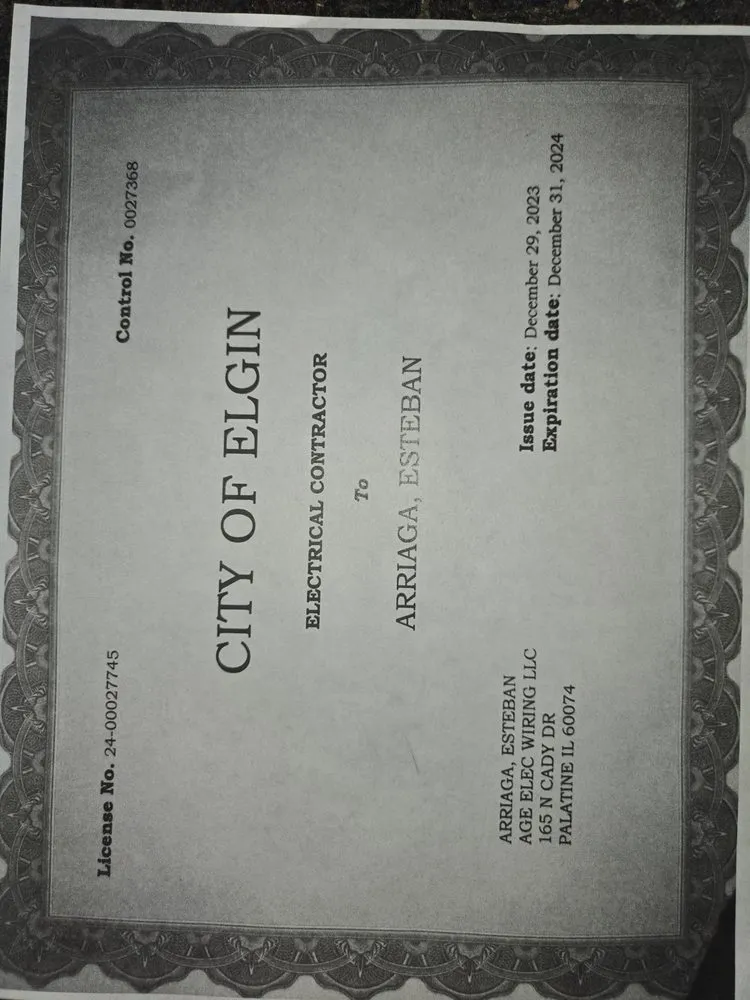 License No. 24-00027745
Control No. 0027368
CITY OF ELGIN
ELECTRICAL CONTRACTOR
To
ARRIAGA, ESTEBAN
ARRIAGA, ESTEBAN
AGE ELEC WIRING LLC
165 N CADY DR
PALATINE IL 60074
Issue date: December 29, 2023
Expiration date: December 31, 2024